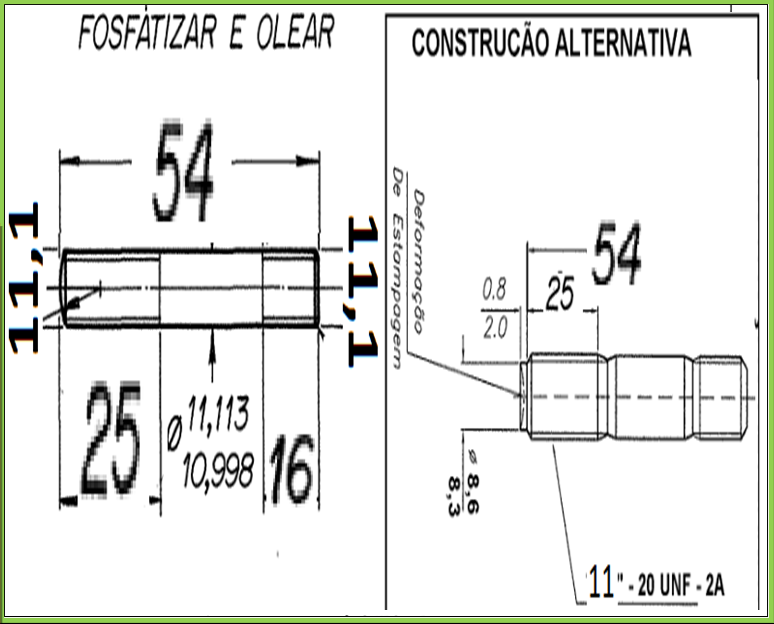 FOSFATIZAR E OLEAR
54
11,1
11,1
25
Ø 11,113
10,998
16
CONSTRUCÃO ALTERNATIVA
Deformação
De Estampagem
54
0.8
2.0
25
ø 8,6
8,3
11" - 20 UNF - 2A